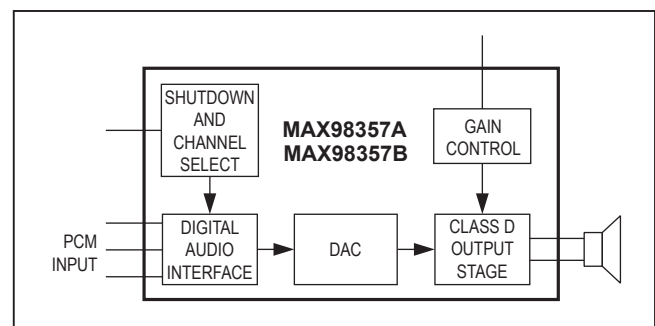 SHUTDOWN
AND
CHANNEL
SELECT
MAX98357A
MAX98357B
GAIN
CONTROL
PCM
INPUT
DIGITAL
AUDIO
INTERFACE
DAC
CLASS D
OUTPUT
STAGE